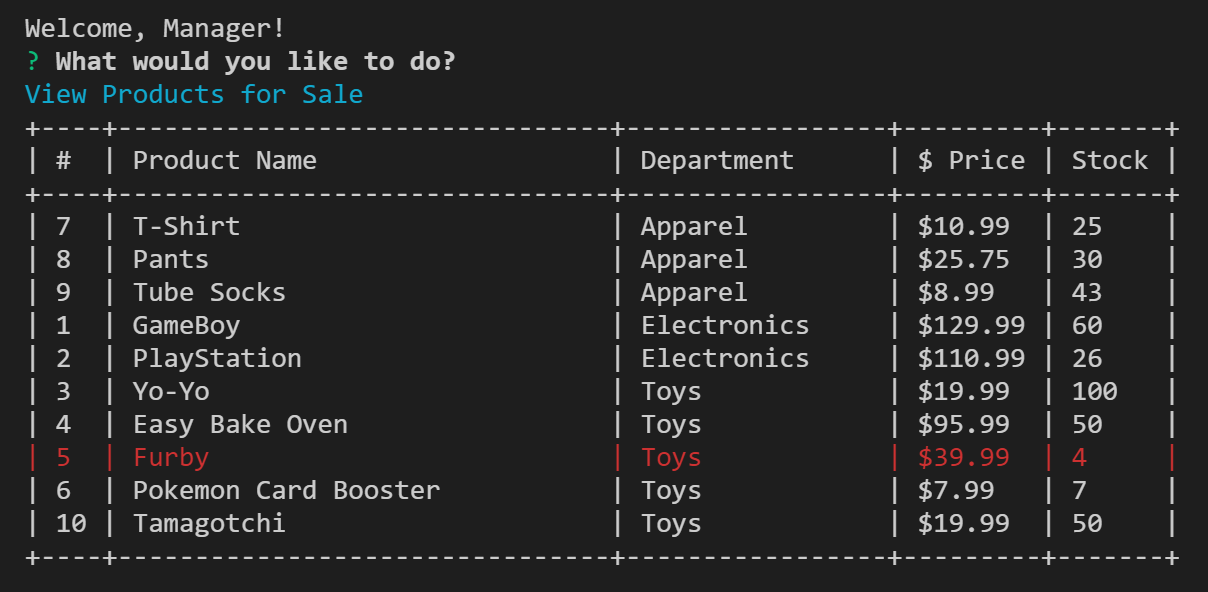 Welcome, Manager!
? What would you like to do?
View Products for Sale
+----+--------------------------------+-----------------+---------+-------+
| #  | Product Name                   | Department      | $ Price | Stock |
+----+--------------------------------+-----------------+---------+-------+
| 7  | T-Shirt                        | Apparel         | $10.99  | 25    |
| 8  | Pants                          | Apparel         | $25.75  | 30    |
| 9  | Tube Socks                     | Apparel         | $8.99   | 43    |
| 1  | GameBoy                        | Electronics     | $129.99 | 60    |
| 2  | PlayStation                    | Electronics     | $110.99 | 26    |
| 3  | Yo-Yo                          | Toys            | $19.99  | 100   |
| 4  | Easy Bake Oven                 | Toys            | $95.99  | 50    |
| 5  | Furby                          | Toys            | $39.99  | 4     |
| 6  | Pokemon Card Booster           | Toys            | $7.99   | 7     |
| 10 | Tamagotchi                     | Toys            | $19.99  | 50    |
+----+--------------------------------+-----------------+---------+-------+